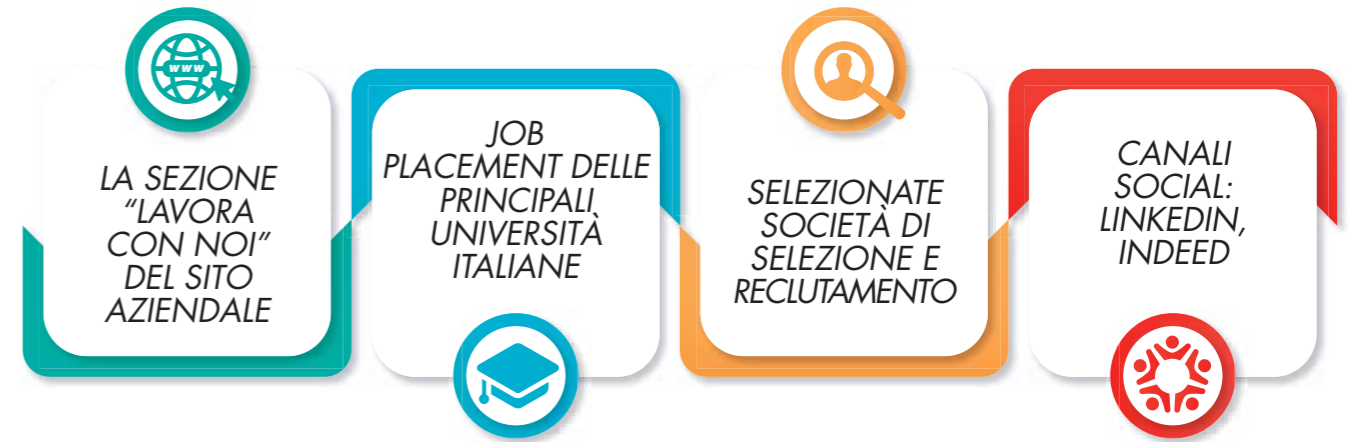 WWW
LA SEZIONE
“LAVORA
CON NOI”
DEL SITO
AZIENDALE
JOB
PLACEMENT DELLE
PRINCIPALI
UNIVERSITÀ
ITALIANE
SELEZIONATE
SOCIETÀ DI
SELEZIONE E
RECLUTAMENTO
CANALI
SOCIAL:
LINKEDIN,
INDEED